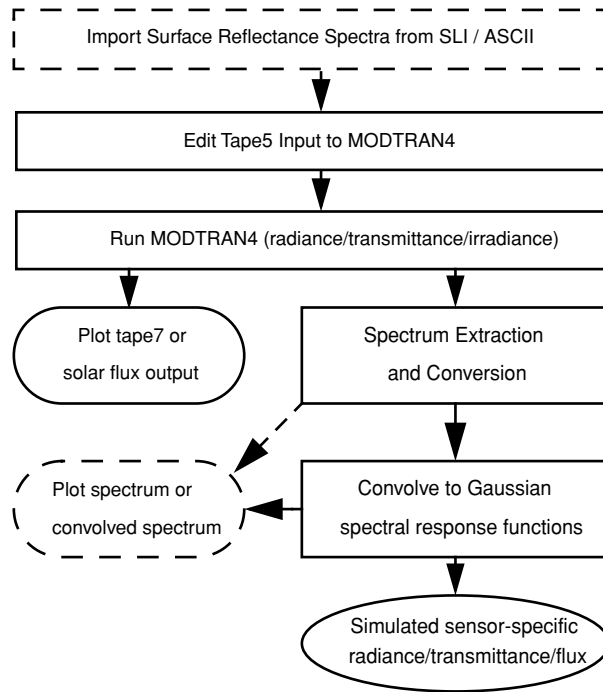 Import Surface Reflectance Spectra from SLI / ASCII
Edit Tape5 Input to MODTRAN4
Run MODTRAN4 (radiance/transmittance/irradiance)
Plot tape7 or
solar flux output
Spectrum Extraction
and Conversion
Plot spectrum or
convolved spectrum
Convolve to Gaussian
spectral response functions
Simulated sensor-specific
radiance/transmittance/flux